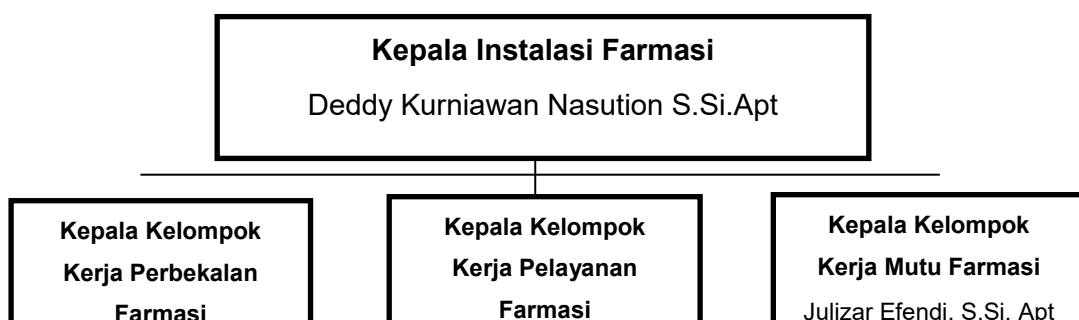 Kepala Instalasi Farmasi
Deddy Kurniawan Nasution S.Si.Apt
Kepala Kelompok
Kerja Perbekalan
Farmasi
Kepala Kelompok
Kerja Pelayanan
Farmasi
Kepala Kelompok
Kerja Mutu Farmasi
Julizar Efendi, S.Si, Apt